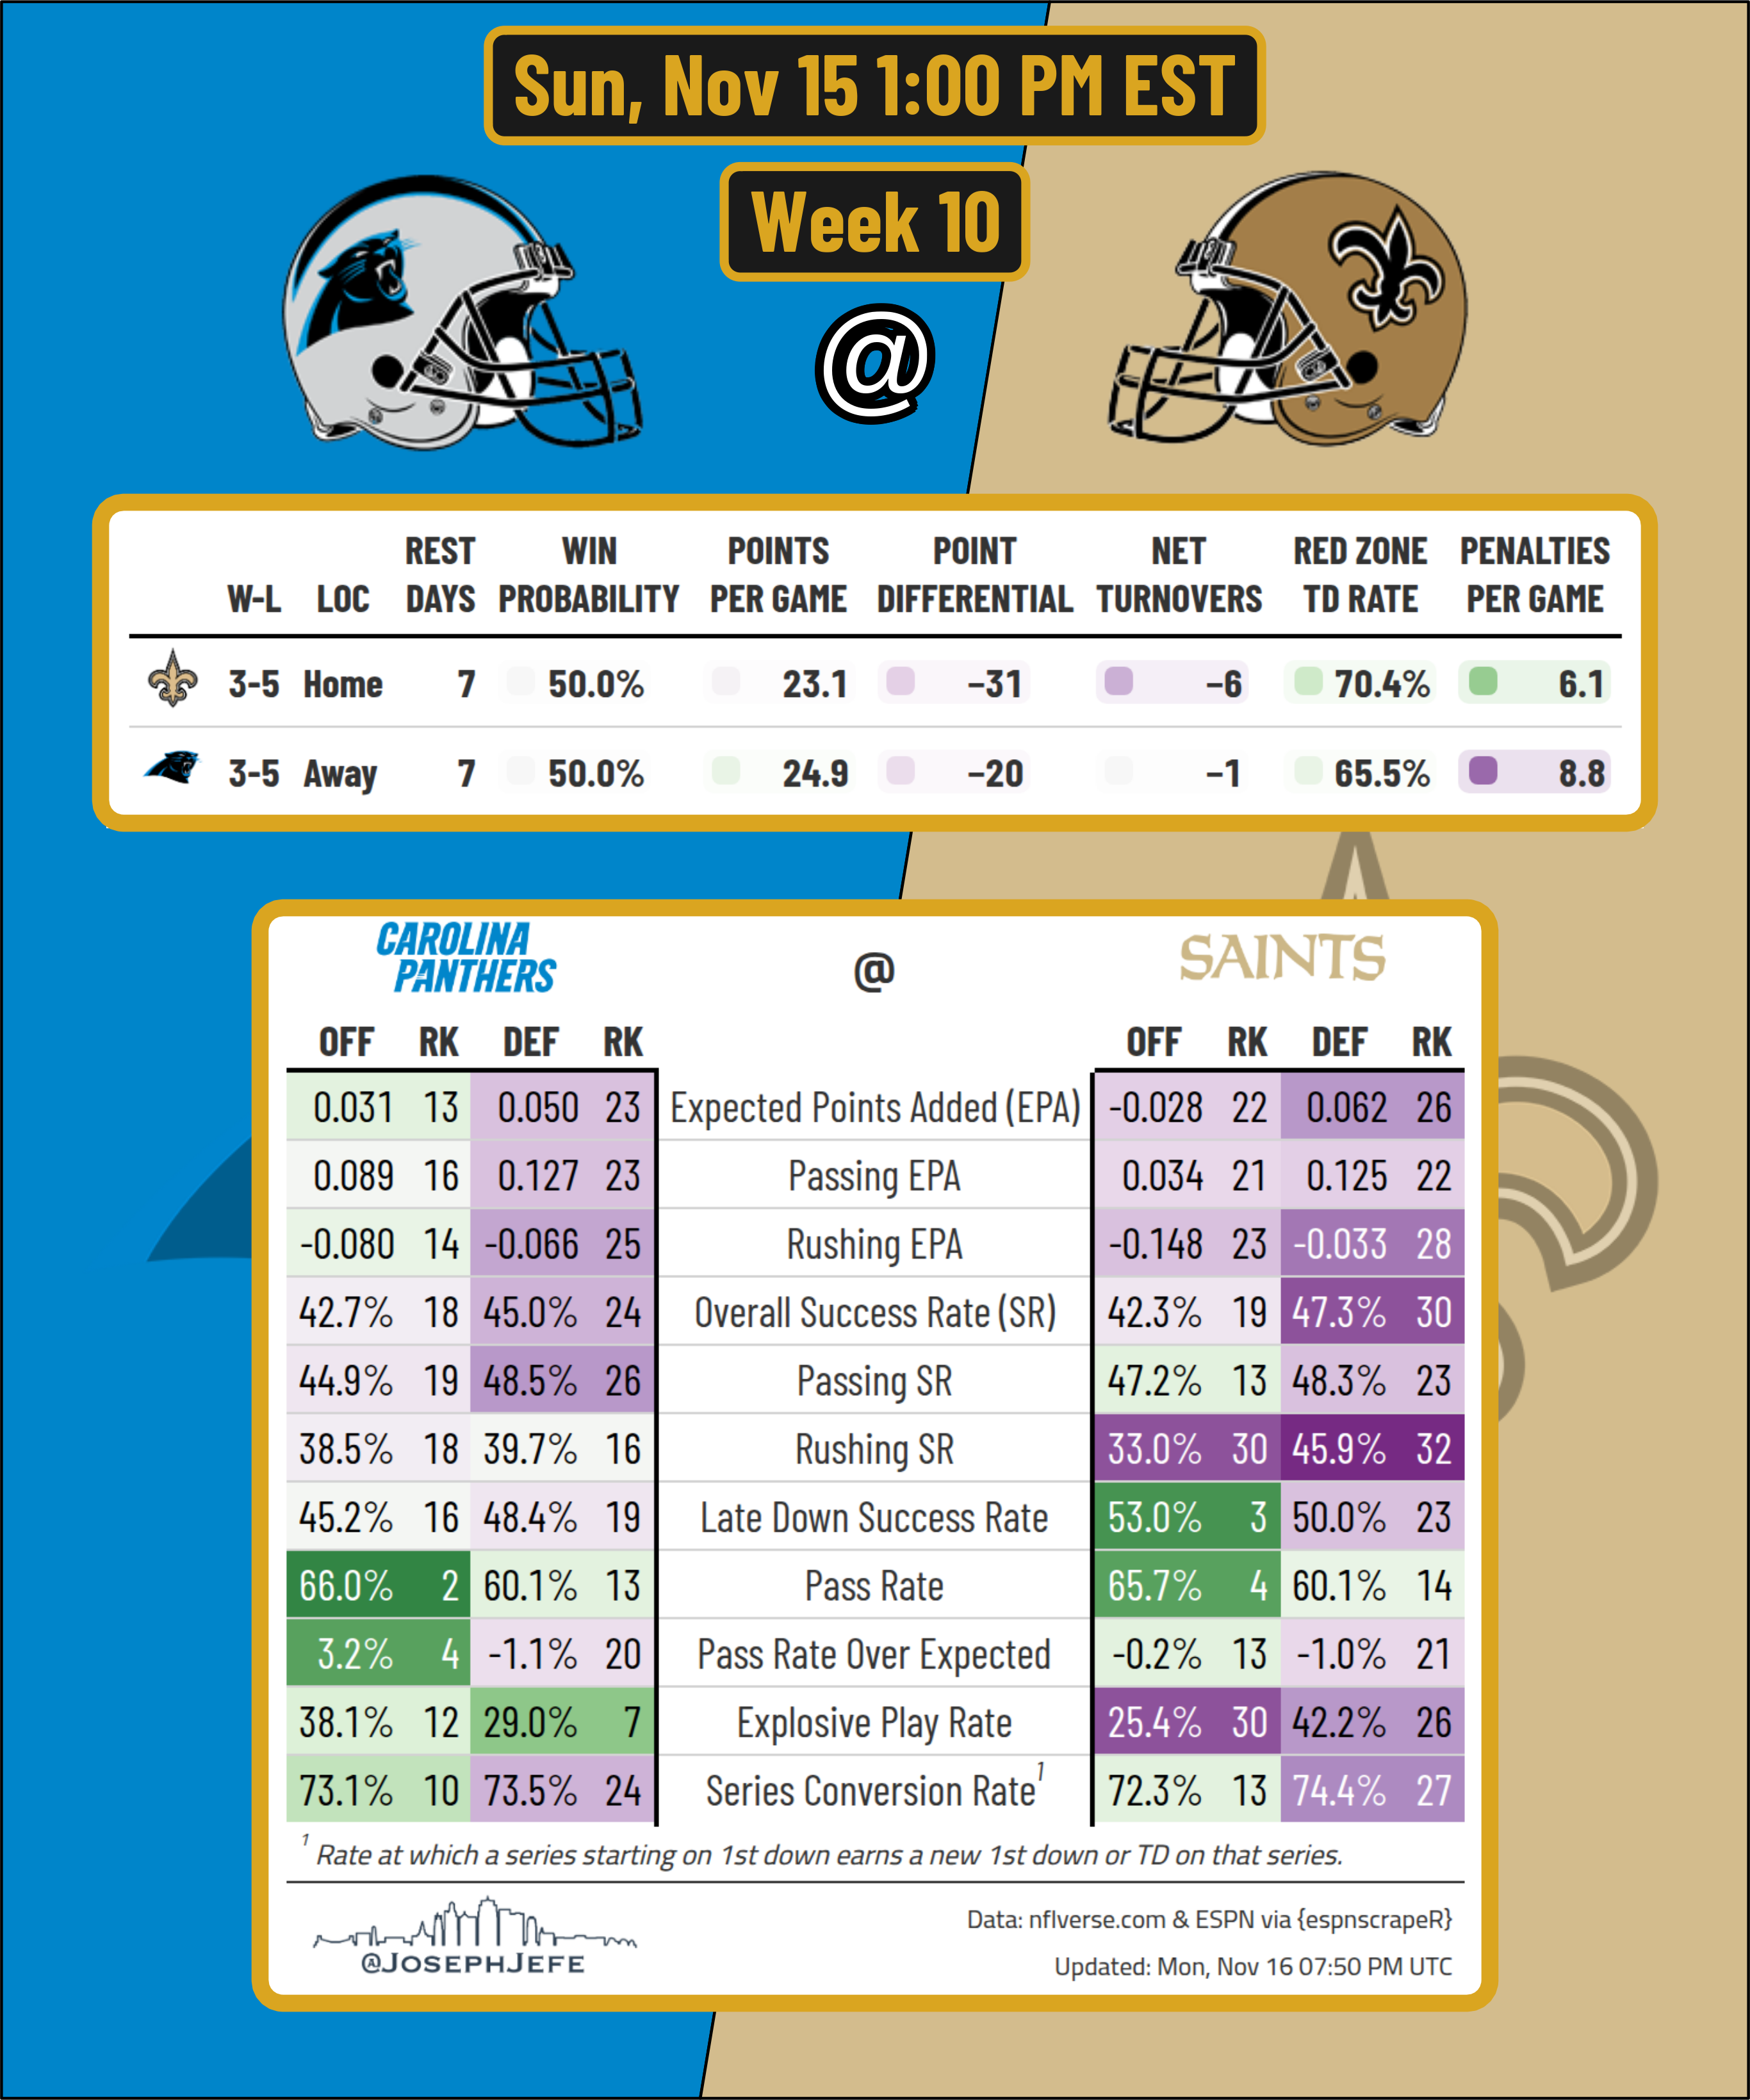 Sun, Nov 15 1:00 PM EST
Week 10
@
W-L LOC REST DAYS WIN PROBABILITY POINTS PER GAME POINT DIFFERENTIAL NET TURNOVERS RED ZONE TD RATE PENALTIES PER GAME
3-5 Home 7 50.0% 23.1 −31 −6 70.4% 6.1
3-5 Away 7 50.0% 24.9 −20 −1 65.5% 8.8
CAROLINA PANTHERS @ SAINTS
OFF RK DEF RK OFF RK DEF RK
0.031 13 0.050 23 Expected Points Added (EPA) -0.028 22 0.062 26
0.089 16 0.127 23 Passing EPA 0.034 21 0.125 22
-0.080 14 -0.066 25 Rushing EPA -0.148 23 -0.033 28
42.7% 18 45.0% 24 Overall Success Rate (SR) 42.3% 19 47.3% 30
44.9% 19 48.5% 26 Passing SR 47.2% 13 48.3% 23
38.5% 18 39.7% 16 Rushing SR 33.0% 30 45.9% 32
45.2% 16 48.4% 19 Late Down Success Rate 53.0% 3 50.0% 23
66.0% 2 60.1% 13 Pass Rate 65.7% 4 60.1% 14
3.2% 4 -1.1% 20 Pass Rate Over Expected -0.2% 13 -1.0% 21
38.1% 12 29.0% 7 Explosive Play Rate 25.4% 30 42.2% 26
73.1% 10 73.5% 24 Series Conversion Rate¹ 72.3% 13 74.4% 27
¹ Rate at which a series starting on 1st down earns a new 1st down or TD on that series.
@JOSEPHJEFE
Data: nflverse.com & ESPN via {espnscrapeR}
Updated: Mon, Nov 16 07:50 PM UTC